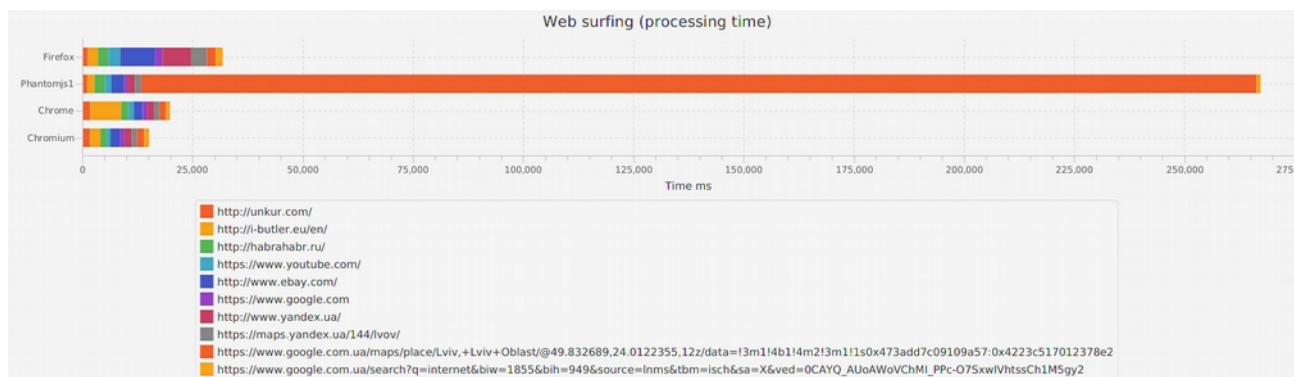 Web surfing (processing time)
Firefox
Phantomjs1
Chrome
Chromium
0 25,000 50,000 75,000 100,000 125,000 150,000 175,000 200,000 225,000 250,000 275
Time ms
http://unkur.com/
http://i-butler.eu/en/
http://habrahabr.ru/
https://www.youtube.com/
http://www.ebay.com/
https://www.google.com
http://www.yandex.ua/
https://maps.yandex.ua/144/lvov/
https://www.google.com.ua/maps/place/Lviv,+Lviv+Oblast/@49.832689,24.0122355,12z/data=!3m1!4b1!4m2!3m1!1s0x473add7c09109a57:0x4223c517012378e2
https://www.google.com.ua/search?q=internet&biw=1855&bih=949&source=lnms&tbm=isch&sa=X&ved=0CAYQ_AUoAWoVChMI_PPc-O7SxwIVhtssCh1M5gy2